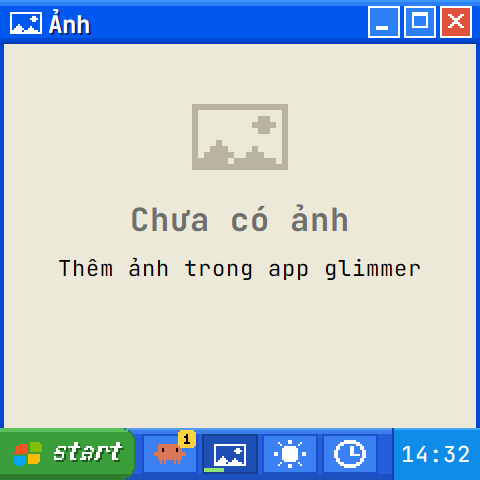 Ảnh
Chưa có ảnh
Thêm ảnh trong app glimmer
start
1
14:32